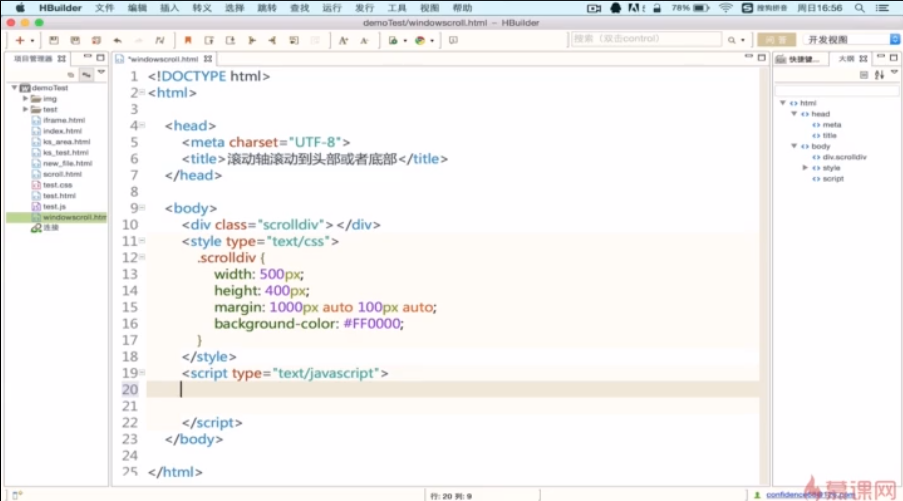 HBuilder 文件 编辑 插入 转义 选择 跳转 查找 运行 发行 工具 视图 帮助 78% 搜狗拼音 周日16:56
demoTest/windowscroll.html – HBuilder
搜索（双击control） 开发视图
项目管理器 *windowscroll.html 快捷键... 大纲
demoTest
img
test
iframe.html
index.html
ks_area.html
ks_test.html
new_file.html
scroll.html
test.css
test.html
test.js
windowscroll.htm
连接
1 <!DOCTYPE html>
2 <html>
3
4 <head>
5 <meta charset="UTF-8">
6 <title>滚动轴滚动到头部或者底部</title>
7 </head>
8
9 <body>
10 <div class="scrolldiv"></div>
11 <style type="text/css">
12 .scrolldiv {
13 width: 500px;
14 height: 400px;
15 margin: 1000px auto 100px auto;
16 background-color: #FF0000;
17 }
18 </style>
19 <script type="text/javascript">
20
21
22 </script>
23 </body>
24
25 </html>
html
head
meta
title
body
div.scrolldiv
style
script
行: 20 列: 9
慕课网